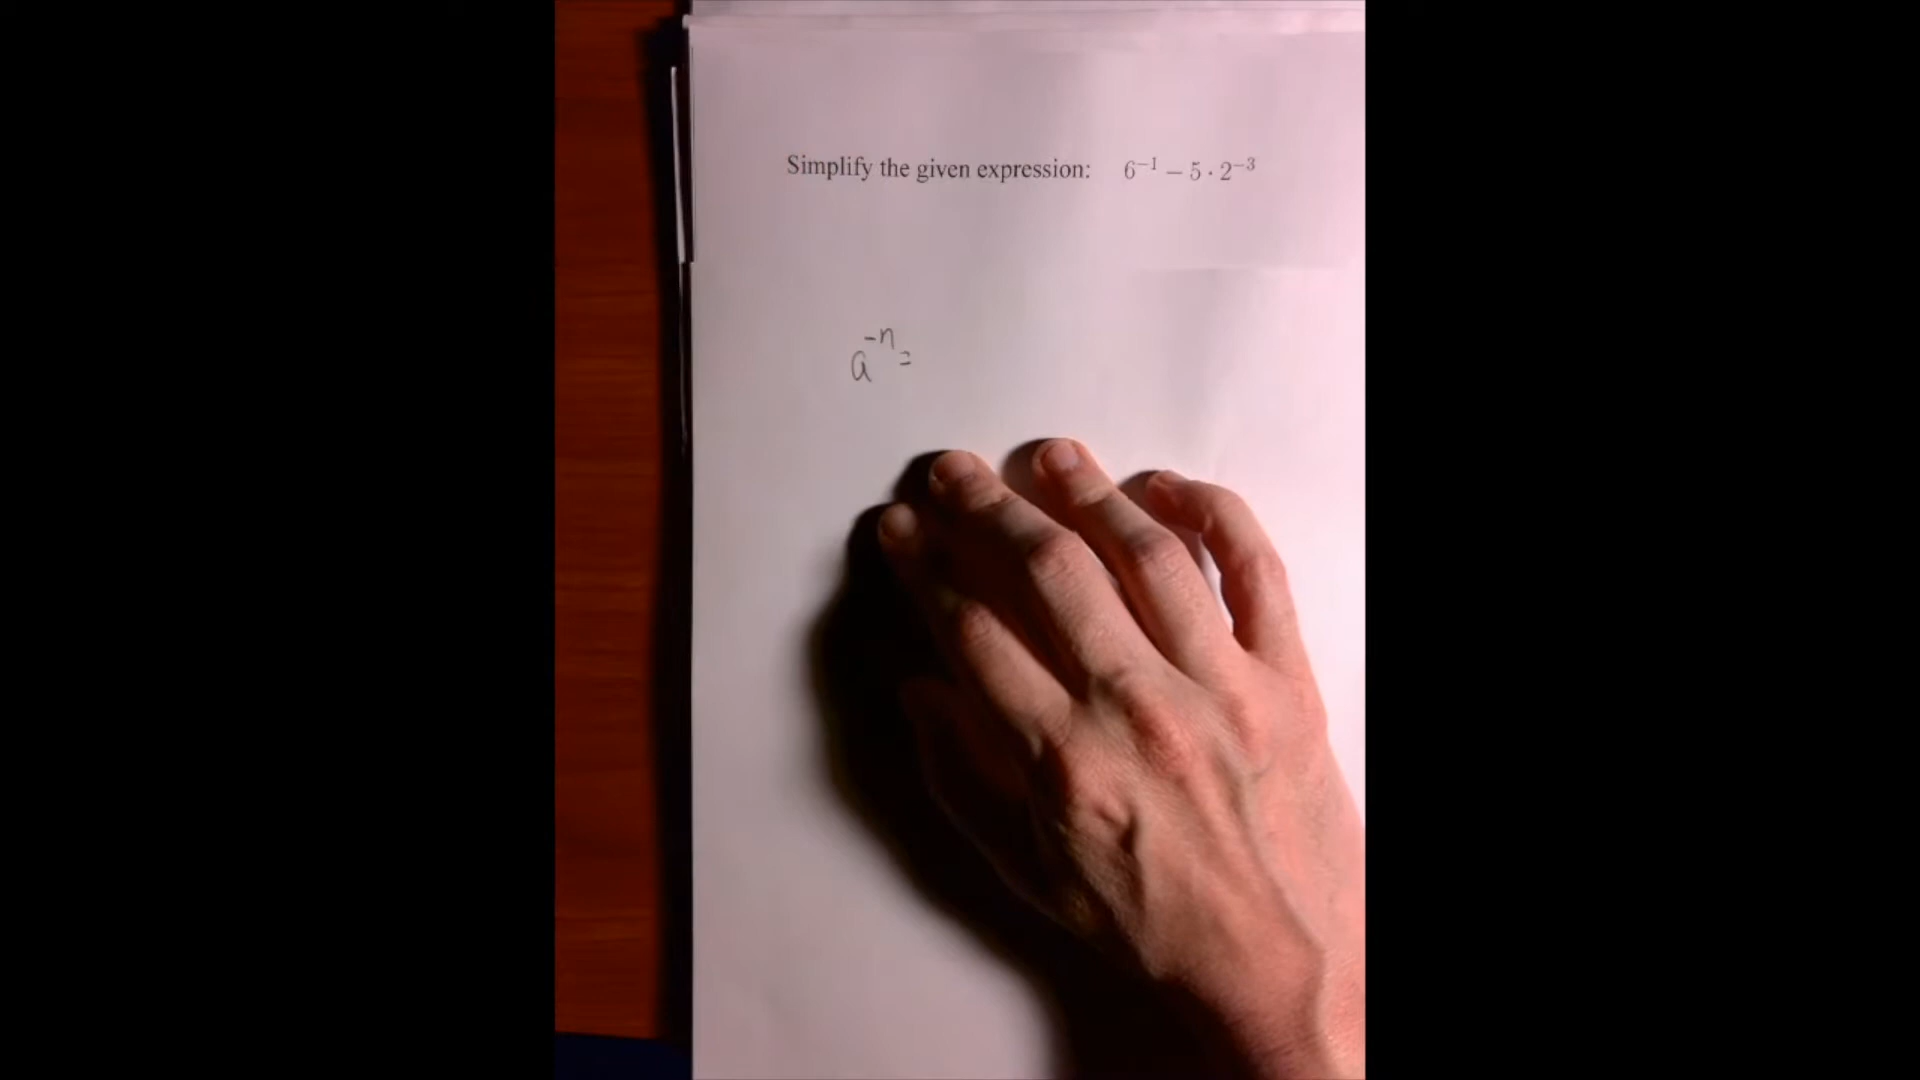 Simplify the given expression: 6⁻¹ − 5 · 2⁻³
a⁻ⁿ =